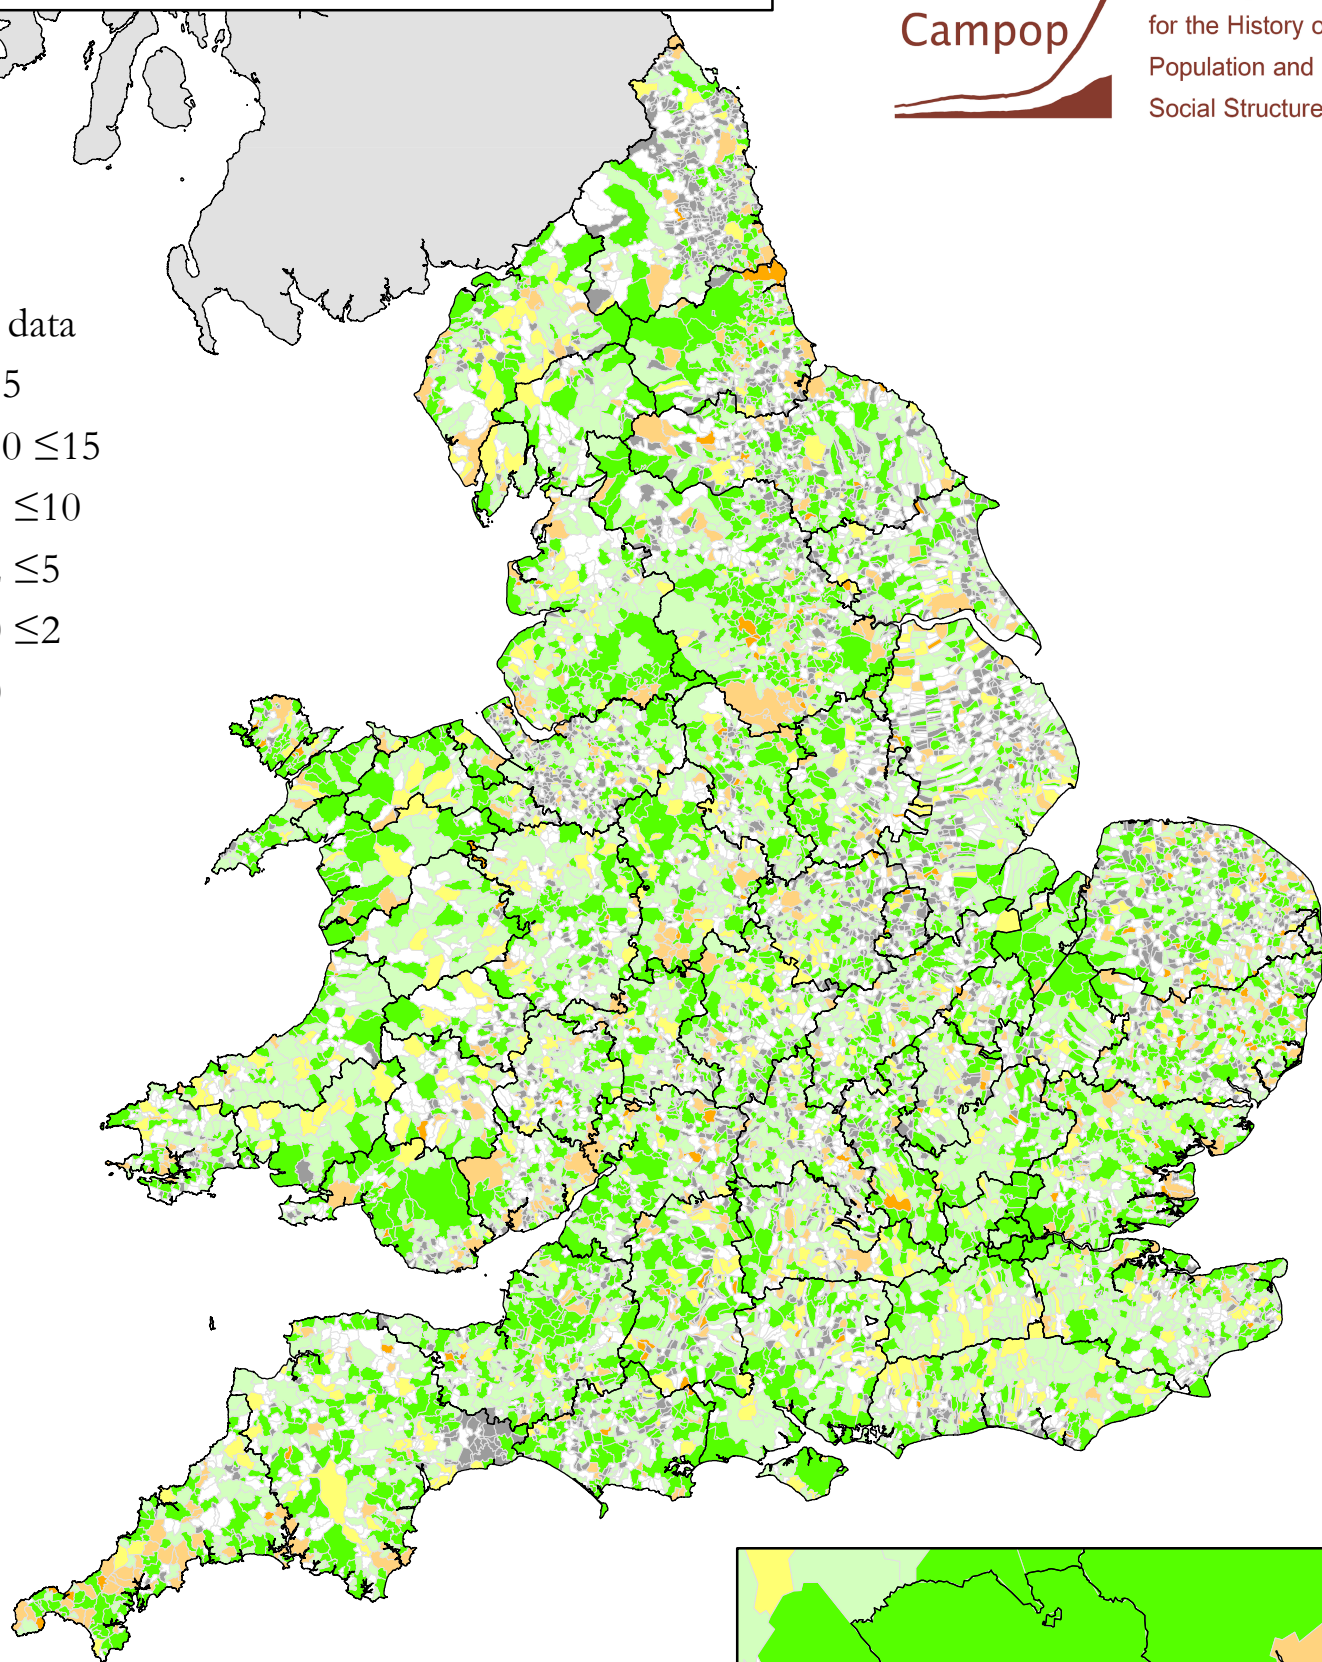 Campop
for the History o
Population and
Social Structure
data
5
0 ≤15
≤10
≤5
≤2